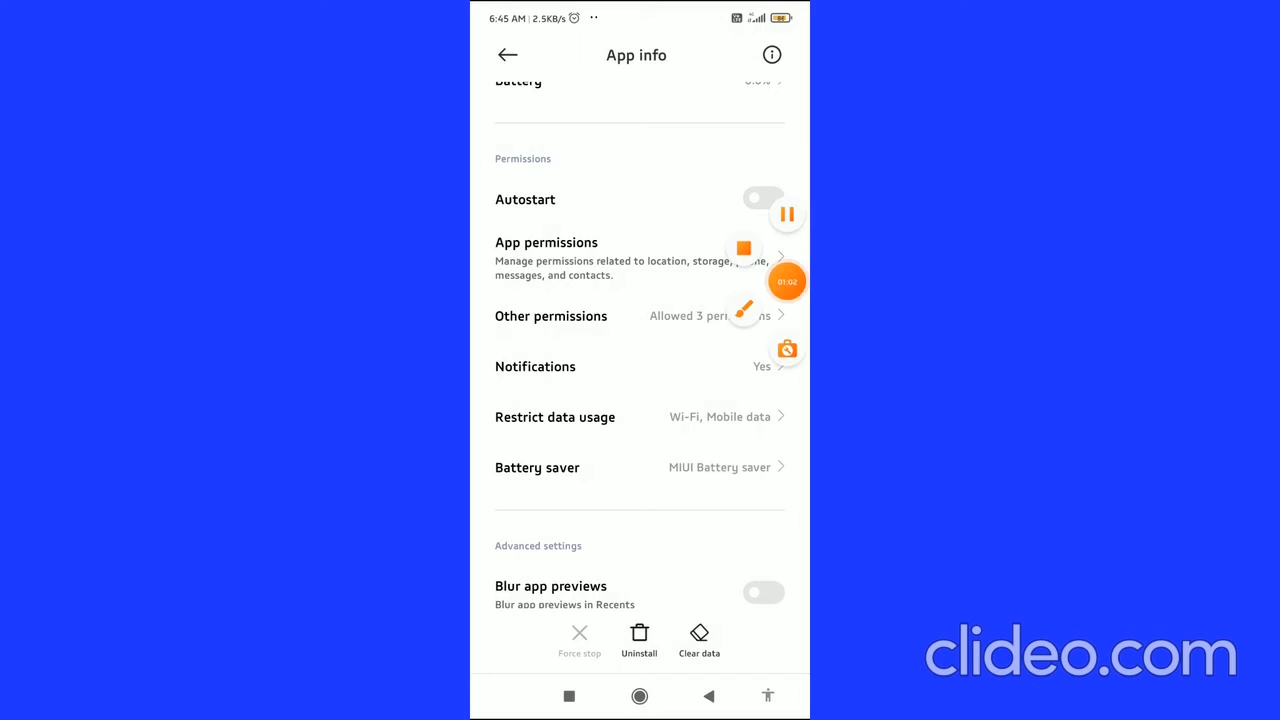 6:45 AM | 2.5KB/s
App info
Battery
Permissions
Autostart
App permissions
Manage permissions related to location, storage, phone,
messages, and contacts.
01:02
Other permissions Allowed 3 permissions
Notifications Yes
Restrict data usage Wi-Fi, Mobile data
Battery saver MIUI Battery saver
Advanced settings
Blur app previews
Blur app previews in Recents
Force stop Uninstall Clear data
clideo.com